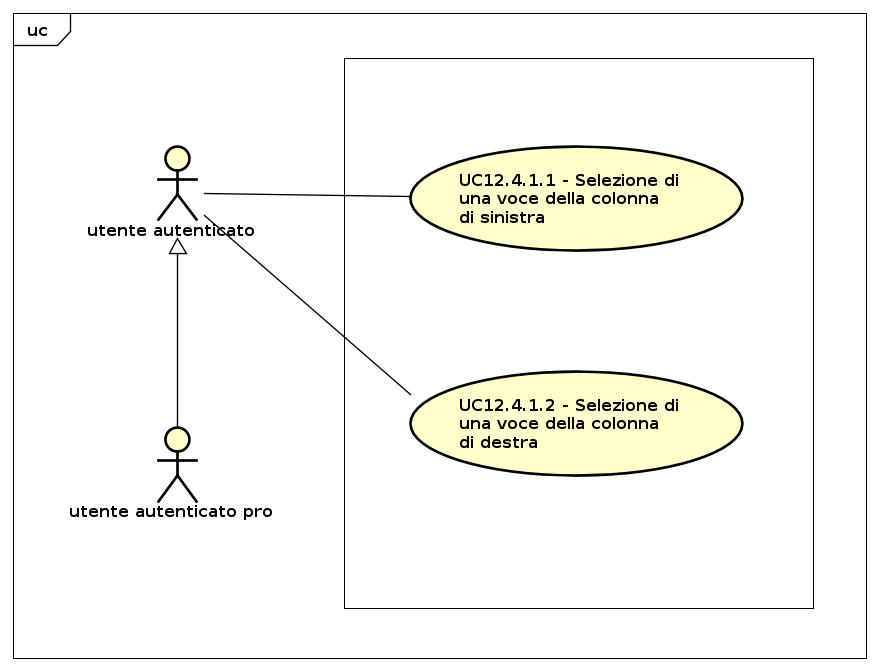 uc
UC12.4.1.1 - Selezione di
una voce della colonna
di sinistra
utente autenticato
UC12.4.1.2 - Selezione di
una voce della colonna
di destra
utente autenticato pro